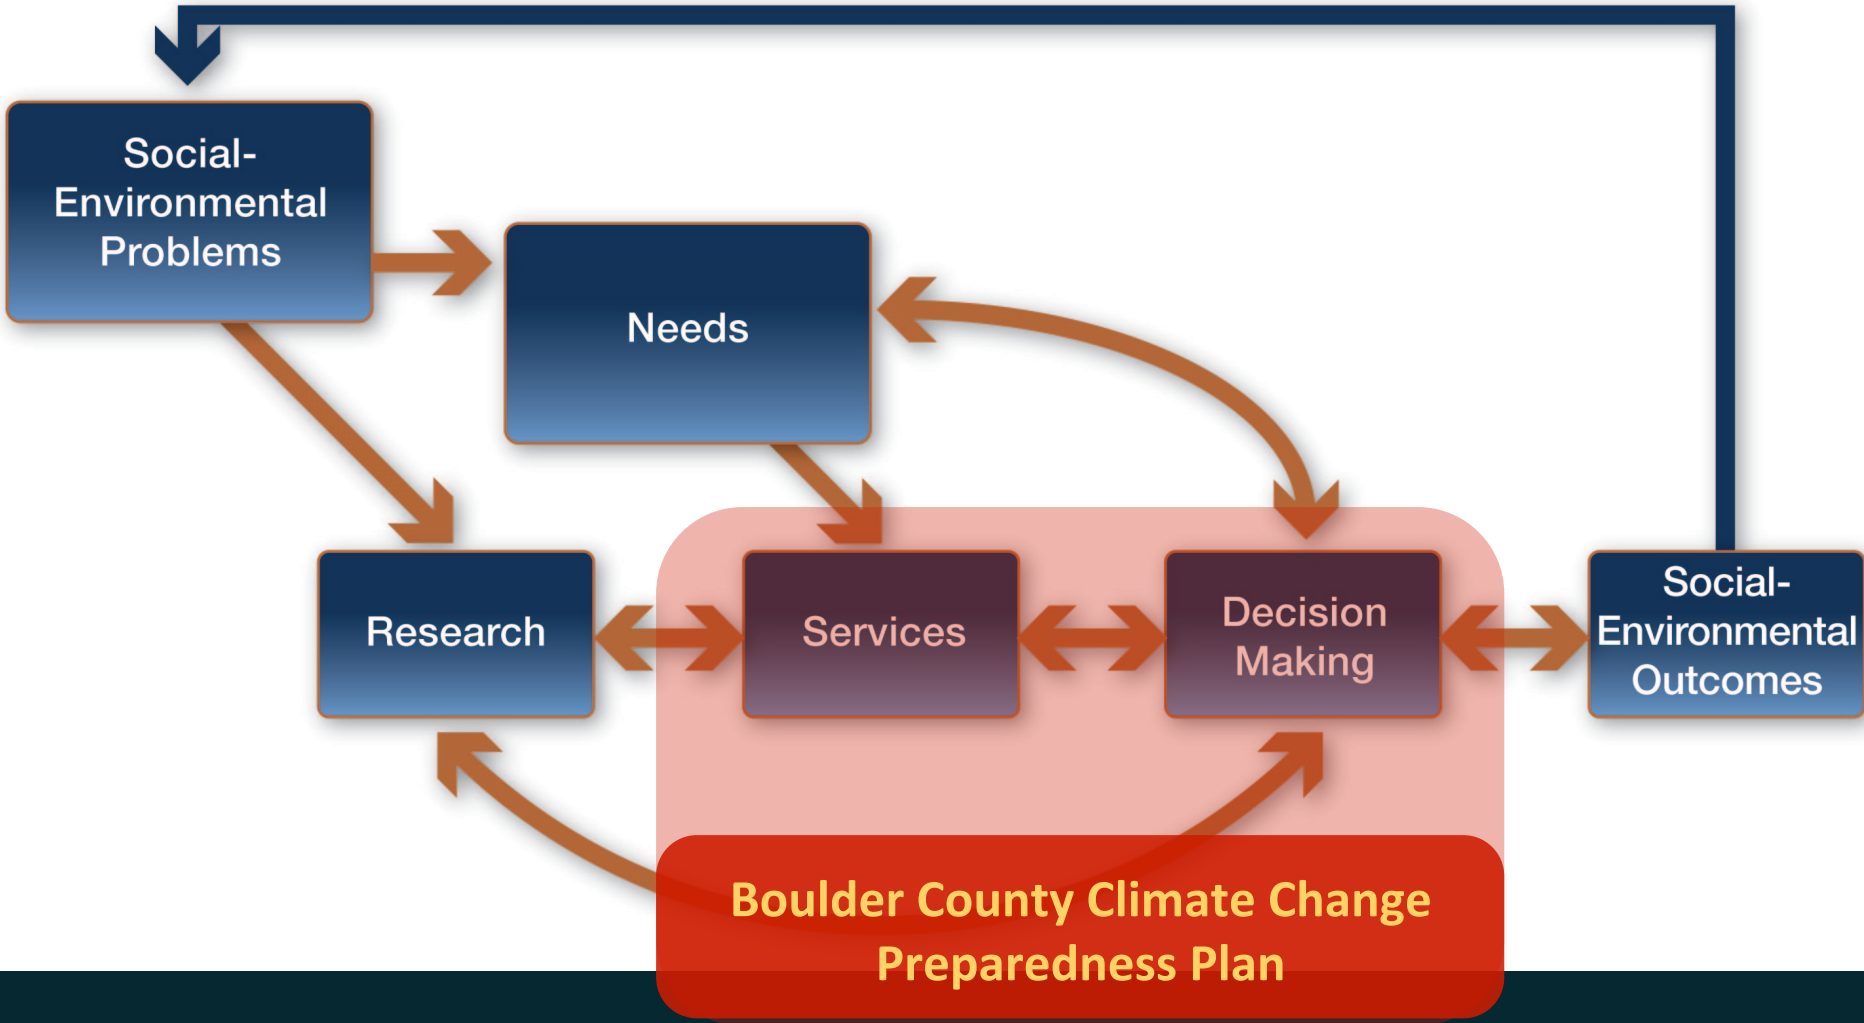 Social-
Environmental
Problems
Needs
Research
Services
Decision
Making
Social-
Environmental
Outcomes
Boulder County Climate Change
Preparedness Plan